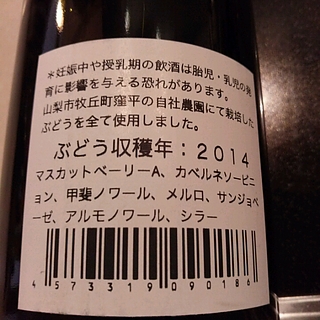 ＊妊娠中や授乳期の飲酒は胎児・乳児の発
育に影響を与える恐れがあります。
山梨市牧丘町窪平の自社農園にて栽培した
ぶどうを全て使用しました。
ぶどう収穫年：２０１４
マスカットベーリーA、カベルネソービニ
ョン、甲斐ノワール、メルロ、サンジョベ
ーゼ、アルモノワール、シラー
4573319090186